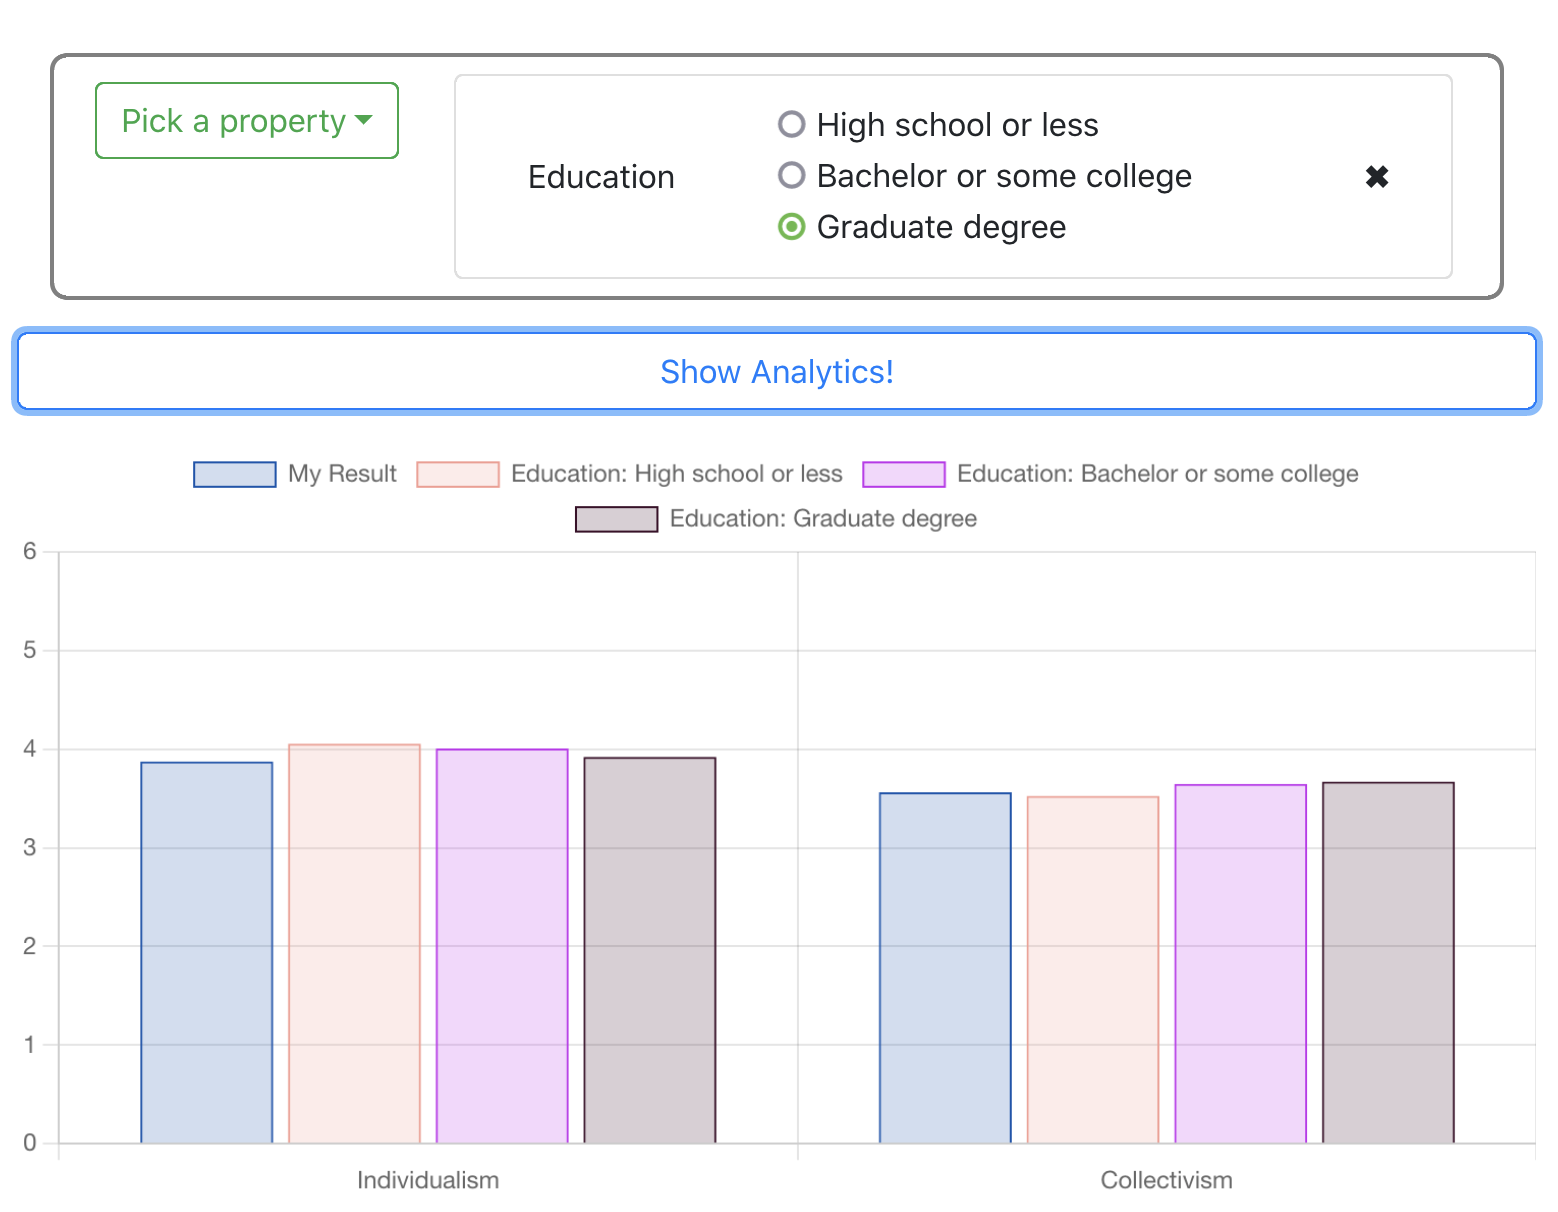 Pick a property
High school or less
Education
Bachelor or some college
Graduate degree
Show Analytics!
My Result
Education: High school or less
Education: Bachelor or some college
Education: Graduate degree
6
5
4
3
2
1
0
Individualism
Collectivism